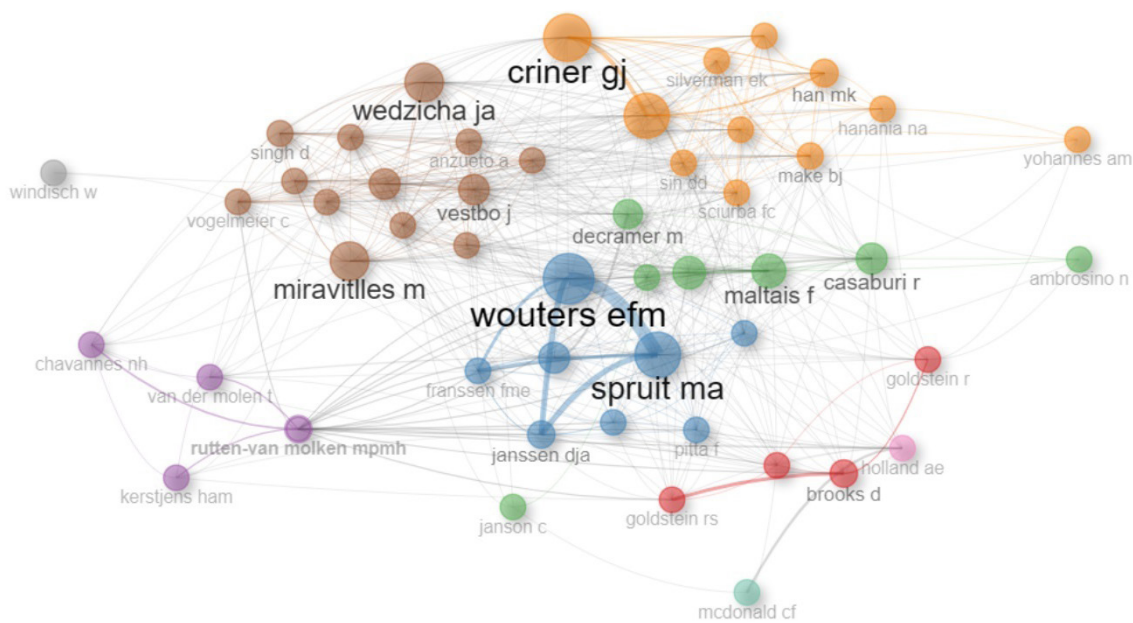 criner gj
silverman ek
han mk
wedzicha ja
hanania na
singh d
anzueto a
yohannes am
sin dd
make bj
windisch w
sciurba fc
vogelmeier c
vestbo j
decramer m
miravitlles m
maltais f
casaburi r
ambrosino n
wouters efm
chavannes nh
goldstein r
franssen fme
spruit ma
van der molen t
rutten-van molken mpmh
janssen dja
pitta f
holland ae
kerstjens ham
brooks d
janson c
goldstein rs
mcdonald cf